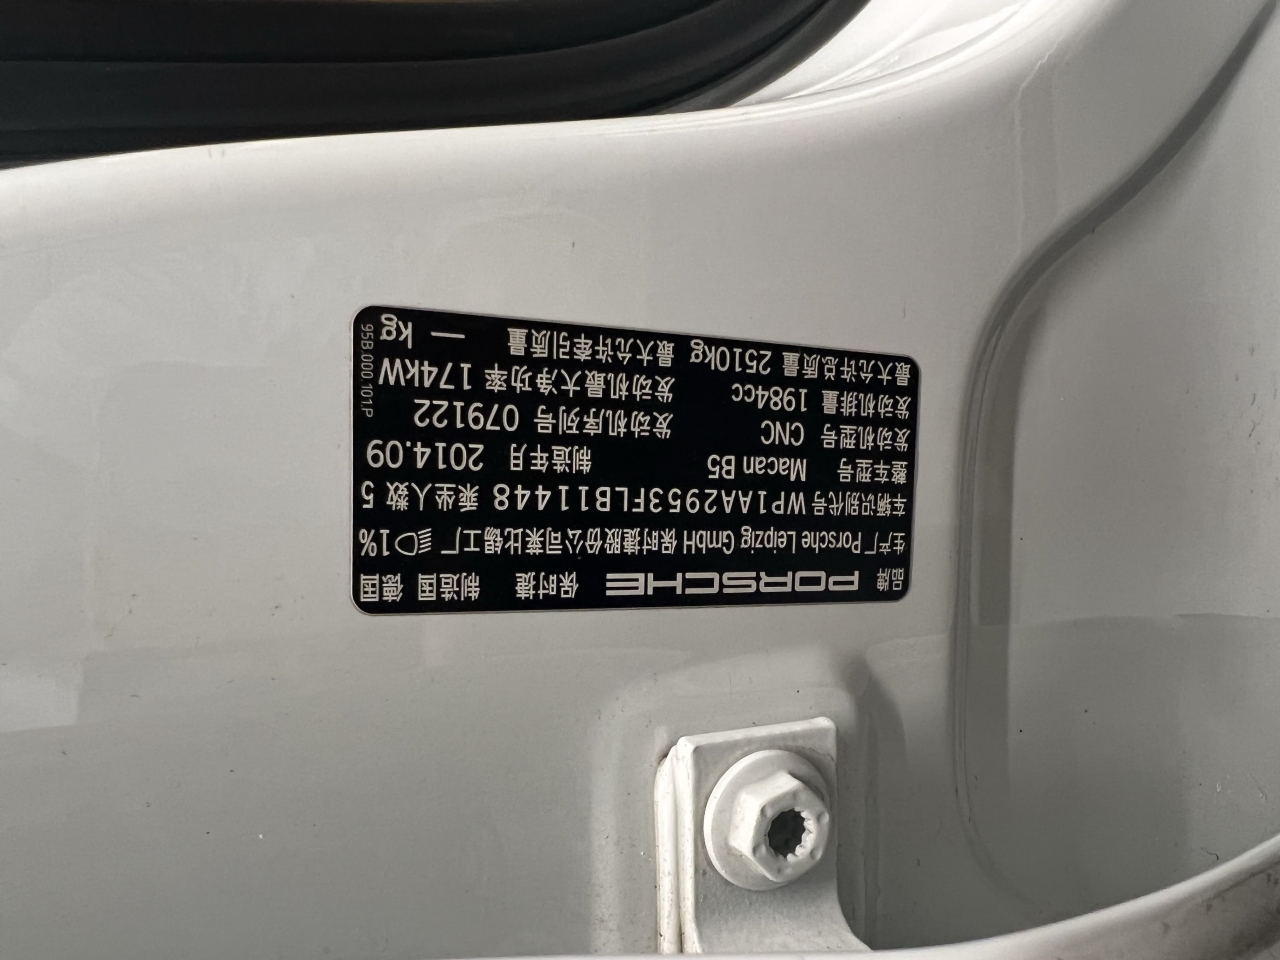 品牌 PORSCHE 保时捷 制造国 德国
生产厂 Porsche Leipzig GmbH 保时捷股份公司莱比锡工厂 1%
车辆识别代号 WP1AA2953FLB11448 乘坐人数 5
整车型号 Macan B5 制造年月 2014.09
发动机型号 CNC 发动机序列号 079122
发动机排量 1984cc 发动机最大净功率 174kW
最大允许总质量 2510kg 最大允许牵引质量 — kg
95B.000.101.P